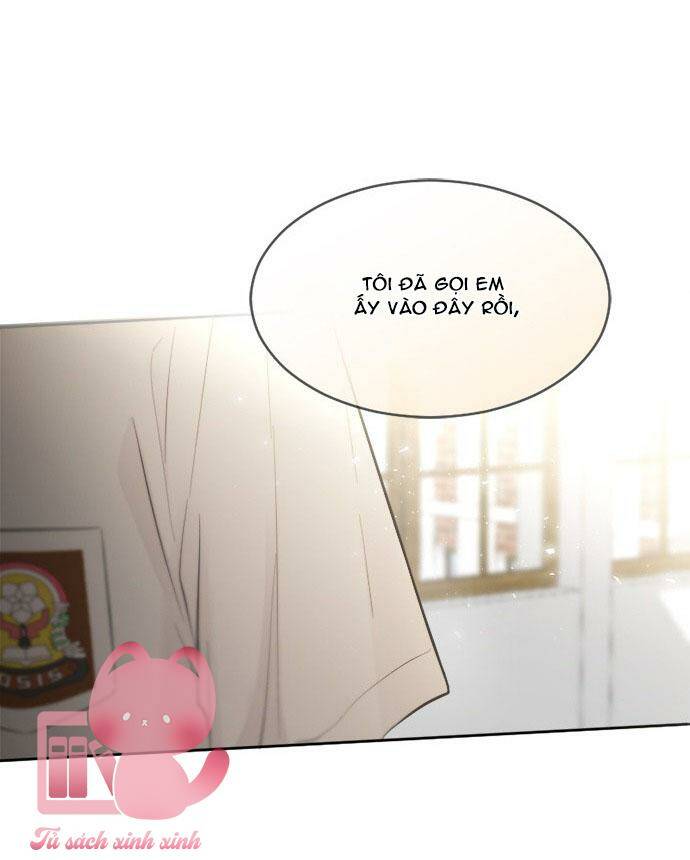 TÔI ĐÃ GỌI EM
ẤY VÀO ĐÂY RỒI,
OSIS
Tủ sách xinh xinh